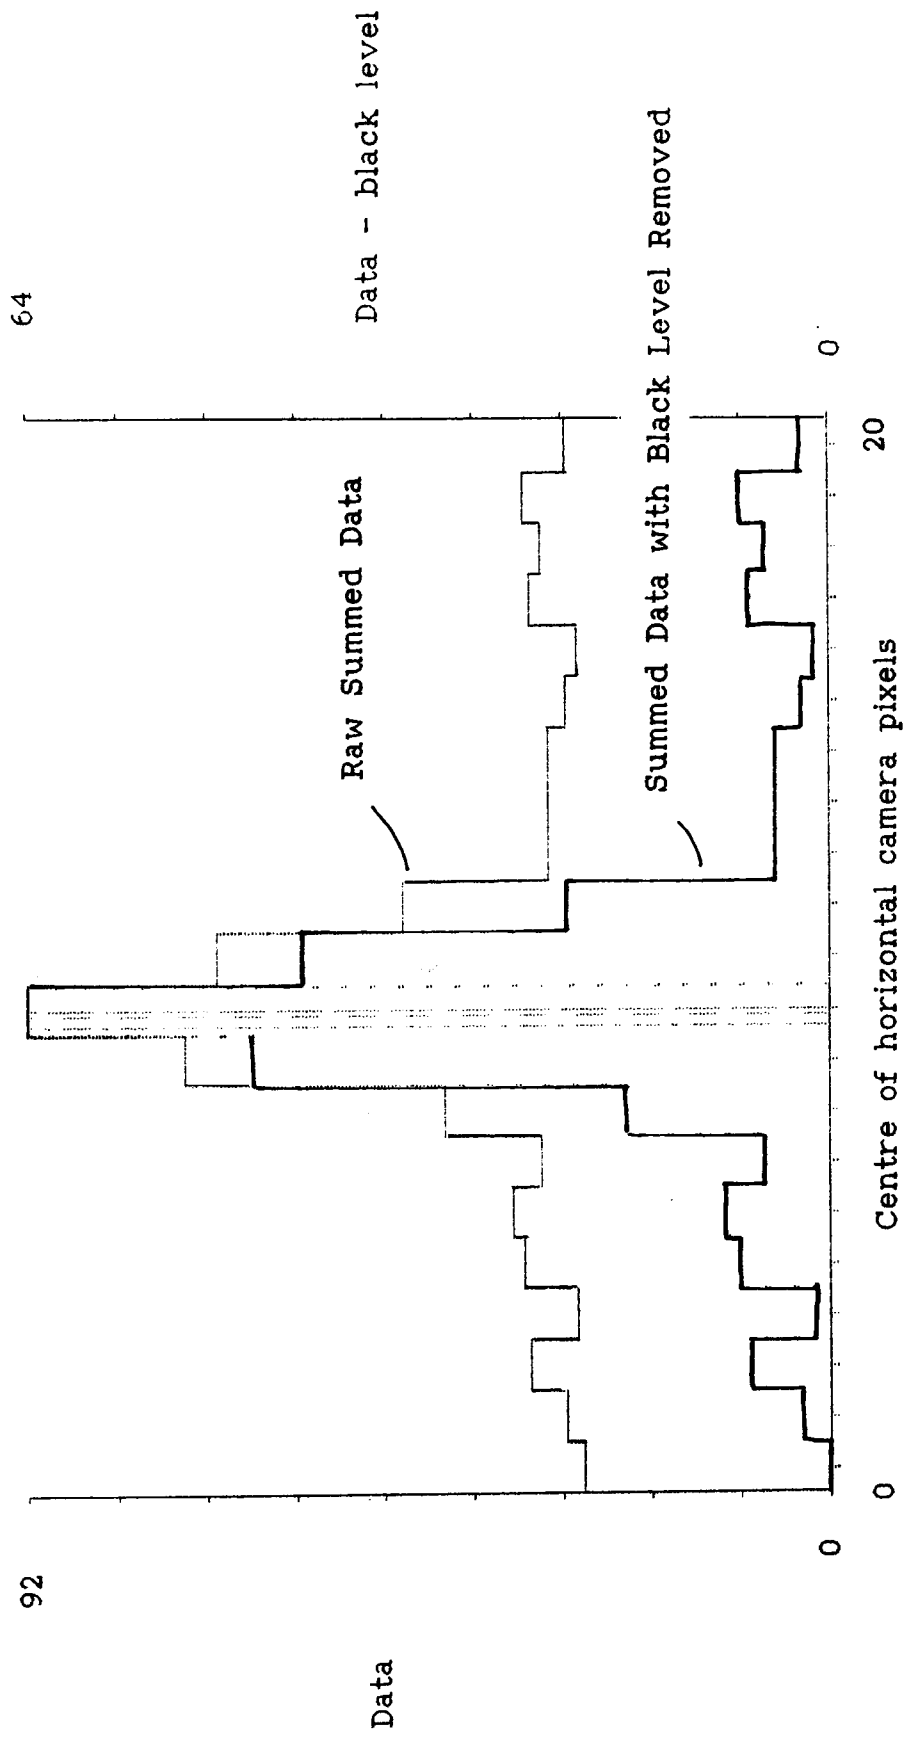 92
64
Data
Raw Summed Data
Data - black level
Summed Data with Black Level Removed
0
0
0
20
Centre of horizontal camera pixels